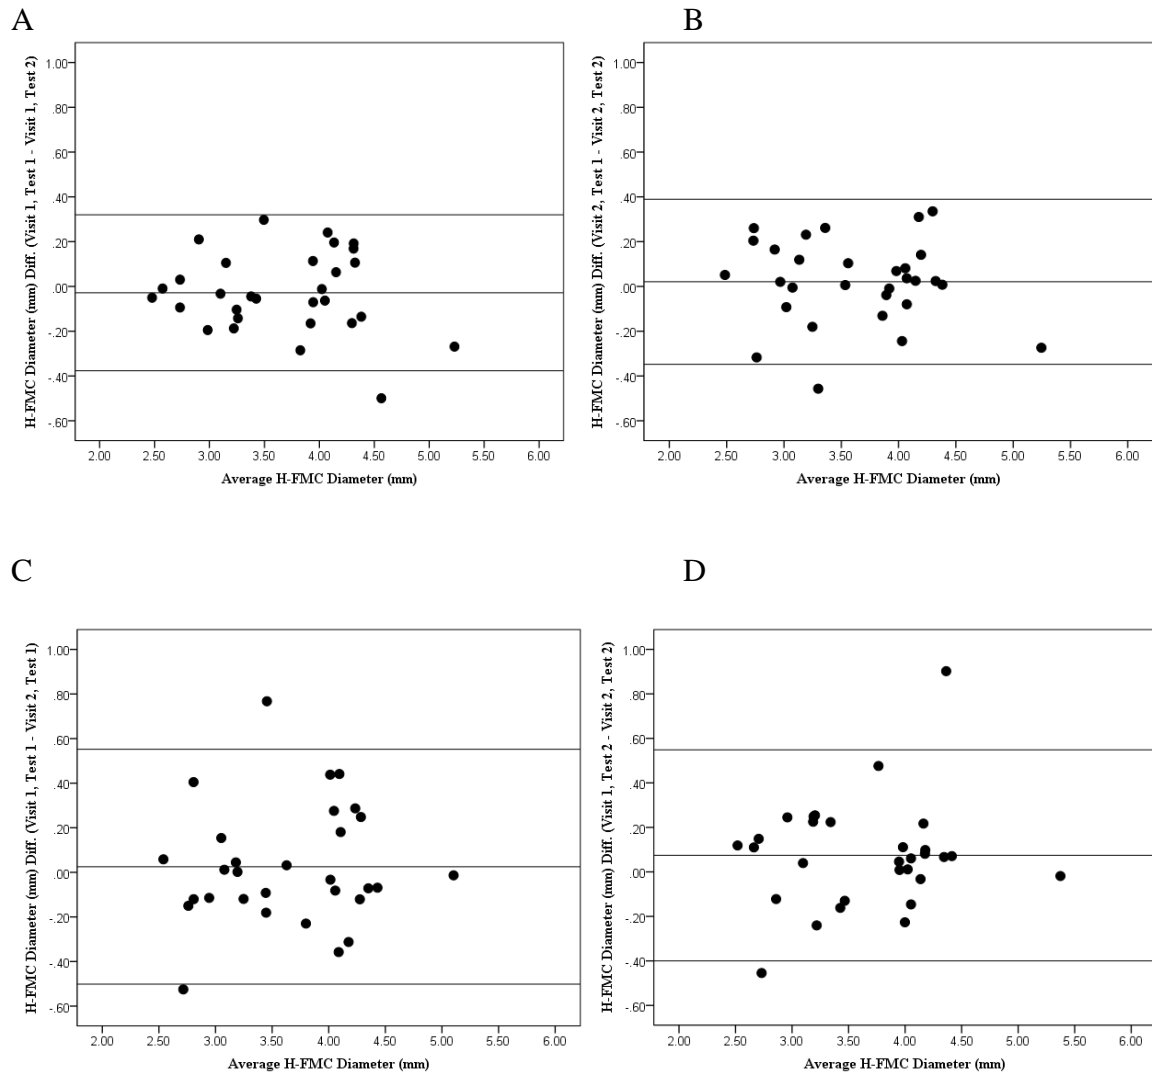 A
B
H-FMC Diameter (mm) Diff. (Visit 1, Test 1 - Visit 1, Test 2)
1.00
.80
.60
.40
.20
.00
-.20
-.40
-.60
2.00 2.50 3.00 3.50 4.00 4.50 5.00 5.50 6.00
Average H-FMC Diameter (mm)
H-FMC Diameter (mm) Diff. (Visit 2, Test 1 - Visit 2, Test 2)
1.00
.80
.60
.40
.20
.00
-.20
-.40
-.60
2.00 2.50 3.00 3.50 4.00 4.50 5.00 5.50 6.00
Average H-FMC Diameter (mm)
C
D
H-FMC Diameter (mm) Diff. (Visit 1, Test 1 - Visit 2, Test 1)
1.00
.80
.60
.40
.20
.00
-.20
-.40
-.60
2.00 2.50 3.00 3.50 4.00 4.50 5.00 5.50 6.00
Average H-FMC Diameter (mm)
H-FMC Diameter (mm) Diff. (Visit 1, Test 2 - Visit 2, Test 2)
1.00
.80
.60
.40
.20
.00
-.20
-.40
-.60
2.00 2.50 3.00 3.50 4.00 4.50 5.00 5.50 6.00
Average H-FMC Diameter (mm)